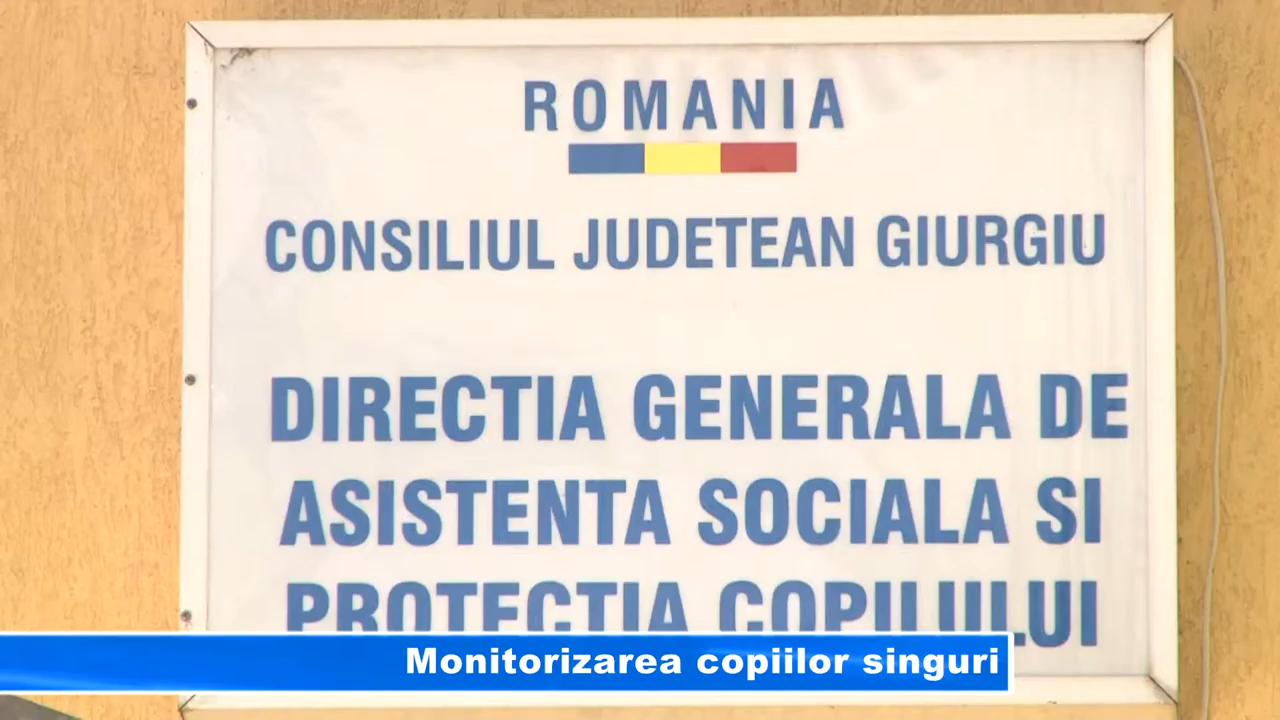 ROMANIA
CONSILIUL JUDETEAN GIURGIU
DIRECTIA GENERALA DE
ASISTENTA SOCIALA SI
PROTECTIA COPILULUI
Monitorizarea copiilor singuri